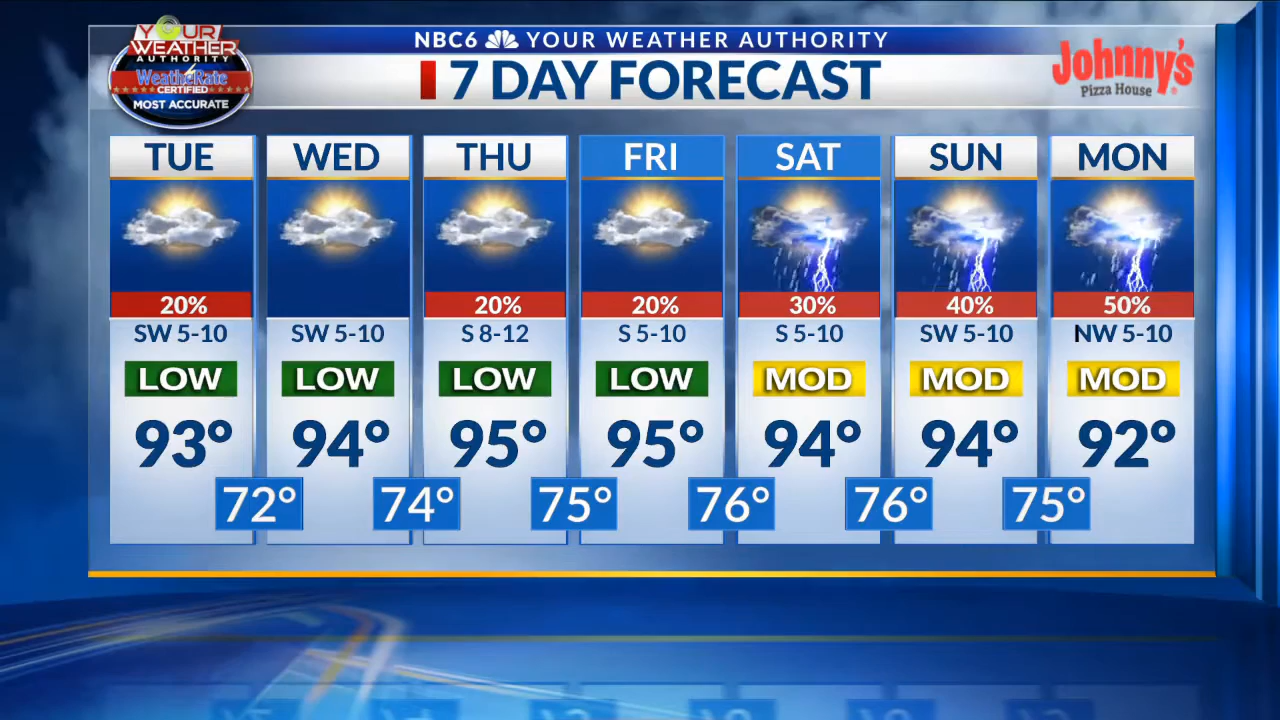 YOUR
WEATHER
AUTHORITY
WeatheRate
CERTIFIED
MOST ACCURATE
NBC6 YOUR WEATHER AUTHORITY
7 DAY FORECAST
Johnny's
Pizza House
TUE WED THU FRI SAT SUN MON
20% 20% 20% 30% 40% 50%
SW 5-10 SW 5-10 S 8-12 S 5-10 S 5-10 SW 5-10 NW 5-10
LOW LOW LOW LOW MOD MOD MOD
93° 94° 95° 95° 94° 94° 92°
72° 74° 75° 76° 76° 75°